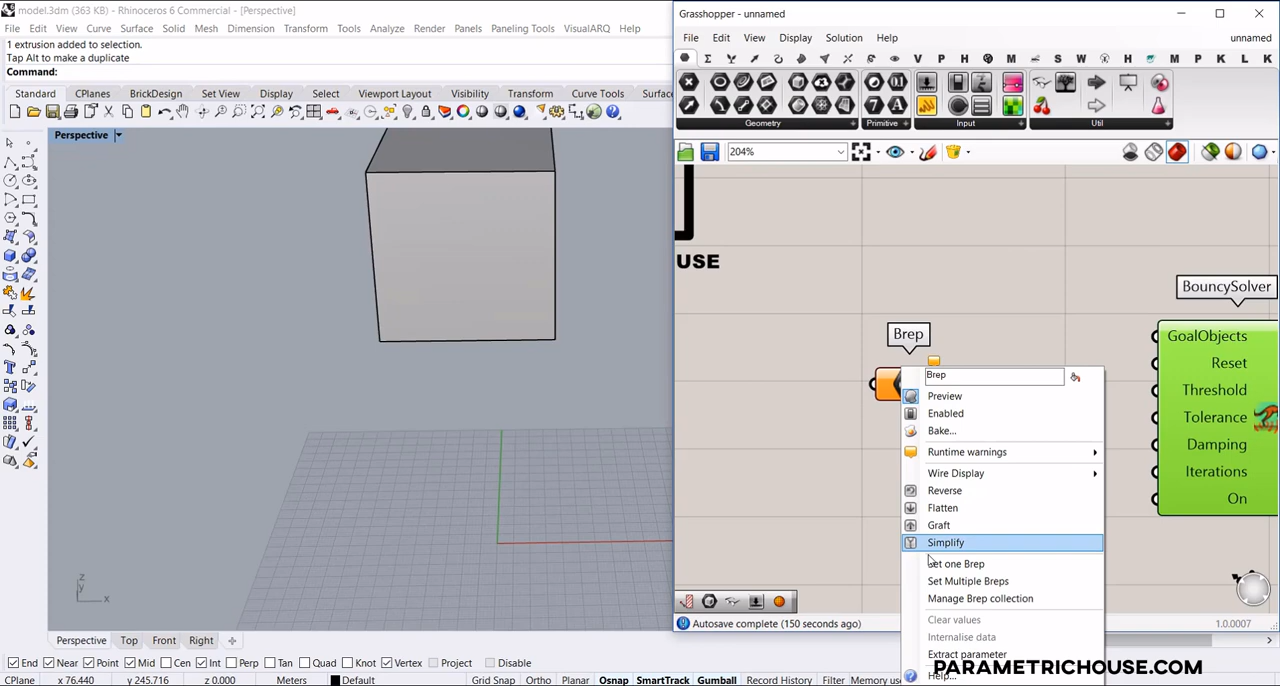 model.3dm (363 KB) - Rhinoceros 6 Commercial - [Perspective]
File Edit View Curve Surface Solid Mesh Dimension Transform Tools Analyze Render Panels Paneling Tools VisualARQ Help
1 extrusion added to selection.
Tap Alt to make a duplicate
Command:
Standard CPlanes BrickDesign Set View Display Select Viewport Layout Visibility Transform Curve Tools Surfac
Perspective
z
y
x
Perspective Top Front Right
End Near Point Mid Cen Int Perp Tan Quad Knot Vertex Project Disable
CPlane x 76.440 y 245.716 z 0.000 Meters Default Grid Snap Ortho Planar Osnap SmartTrack Gumball Record History Filter Memory use
Grasshopper - unnamed
File Edit View Display Solution Help
unnamed
V P H M S W H M P K L K
Geometry Primitive Input Util
204%
USE
Brep
BouncySolver
GoalObjects
Reset
Threshold
Tolerance
Damping
Iterations
On
Brep
Preview
Enabled
Bake...
Runtime warnings
Wire Display
Reverse
Flatten
Graft
Simplify
Set one Brep
Set Multiple Breps
Manage Brep collection
Clear values
Internalise data
Extract parameter
Help...
Autosave complete (150 seconds ago)
1.0.0007
PARAMETRICHOUSE.COM